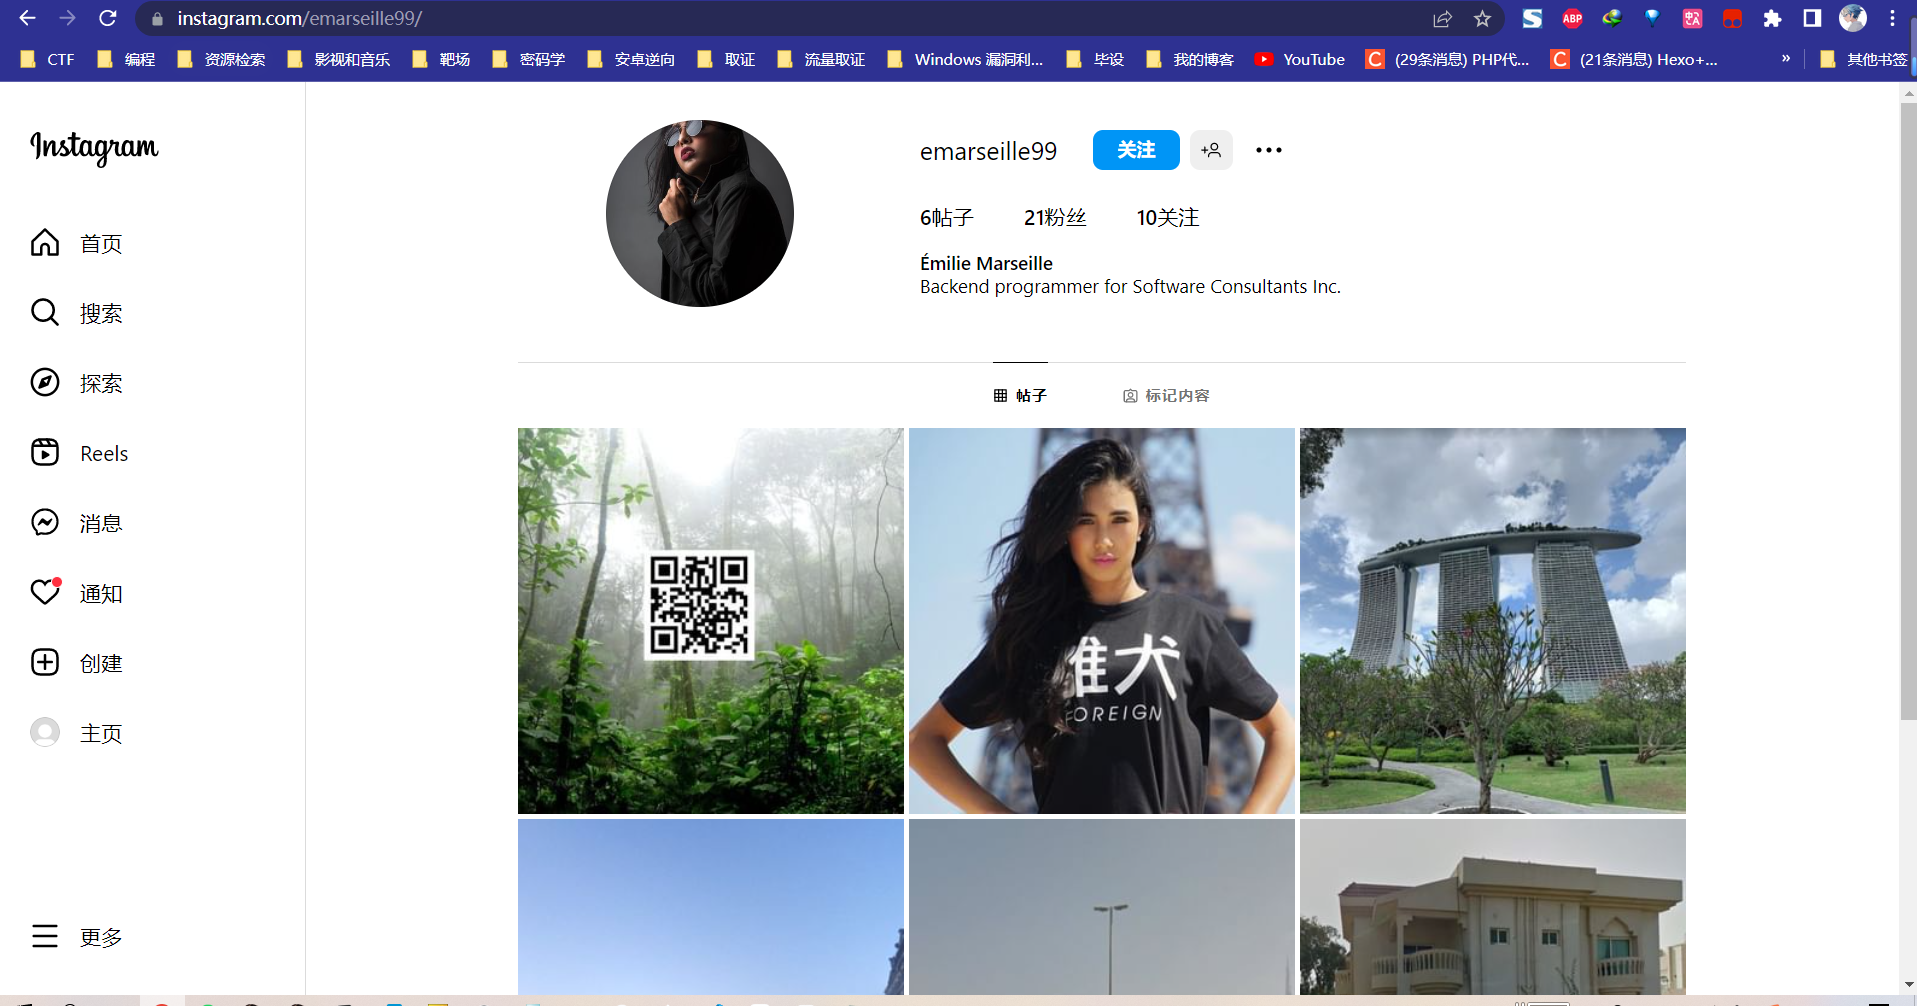 instagram.com/emarseille99/
CTF 编程 资源检索 影视和音乐 靶场 密码学 安卓逆向 取证 流量取证 Windows 漏洞利... 毕设 我的博客 YouTube (29条消息) PHP代... (21条消息) Hexo+... » 其他书签
ABP
Instagram
首页
搜索
探索
Reels
消息
通知
创建
主页
更多
emarseille99 关注
6帖子 21粉丝 10关注
Émilie Marseille
Backend programmer for Software Consultants Inc.
帖子 标记内容
犬
FOREIGN